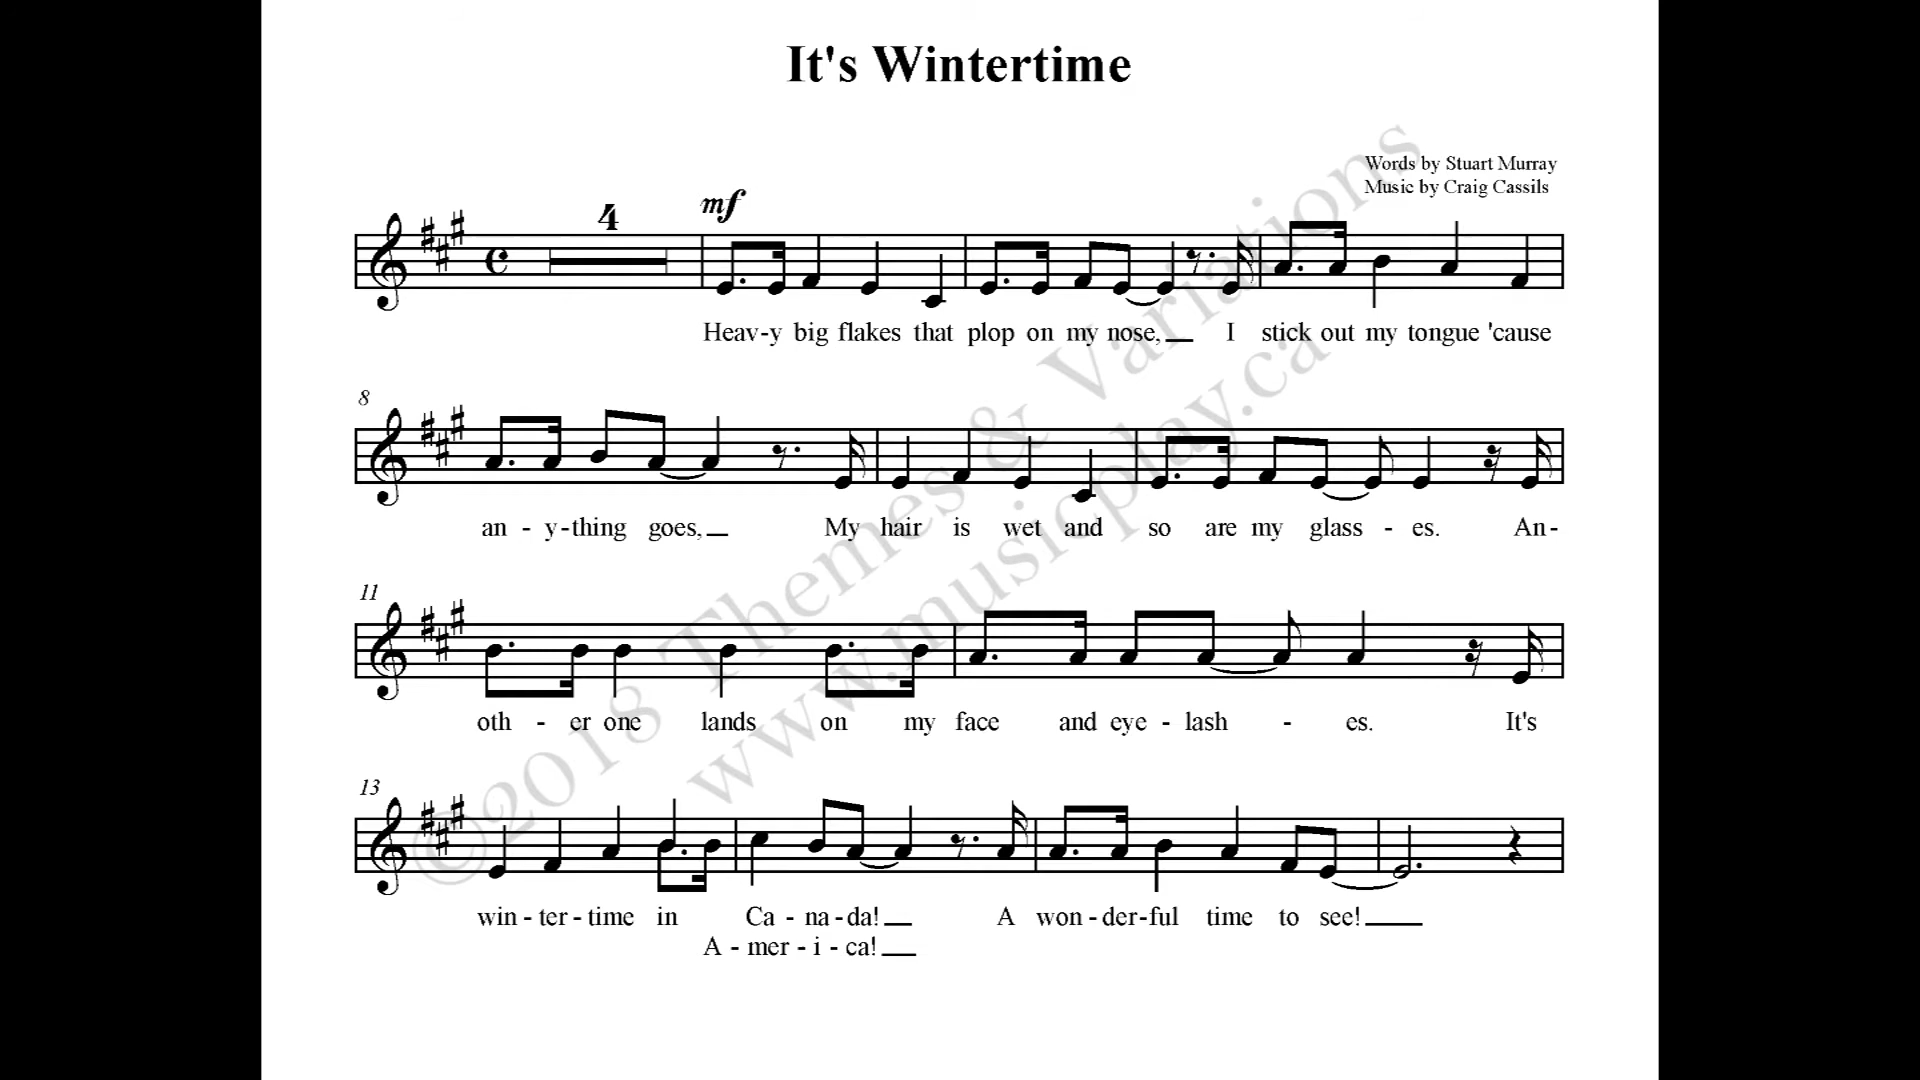 It's Wintertime
Words by Stuart Murray
Music by Craig Cassils
4
mf
Heav-y big flakes that plop on my nose, I stick out my tongue 'cause
8
an - y-thing goes, My hair is wet and so are my glass - es. An-
11
oth - er one lands on my face and eye - lash - es. It's
13
win - ter - time in Ca - na - da! A won - der - ful time to see!
A - mer - i - ca!
©2018 Themes & Variations
www.musicplay.ca